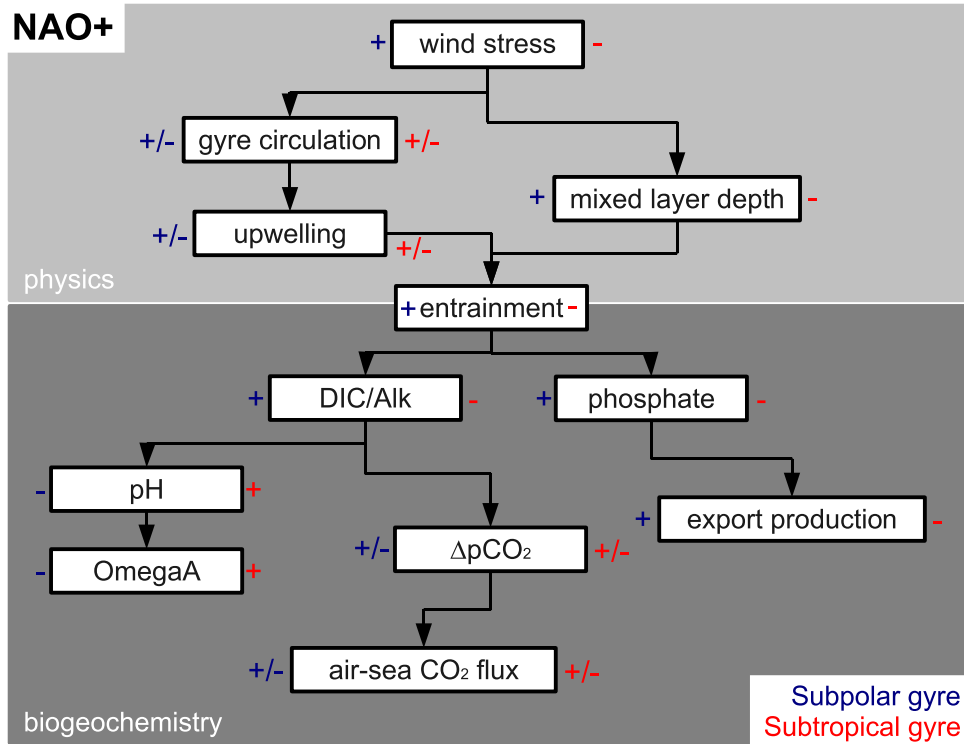 NAO+
+ wind stress -
+/- gyre circulation +/-
+ mixed layer depth -
+/- upwelling +/-
physics
+ entrainment -
+ DIC/Alk -
+ phosphate -
- pH +
+ export production -
+/- ΔpCO₂ +/-
- OmegaA +
+/- air-sea CO₂ flux +/-
Subpolar gyre
Subtropical gyre
biogeochemistry